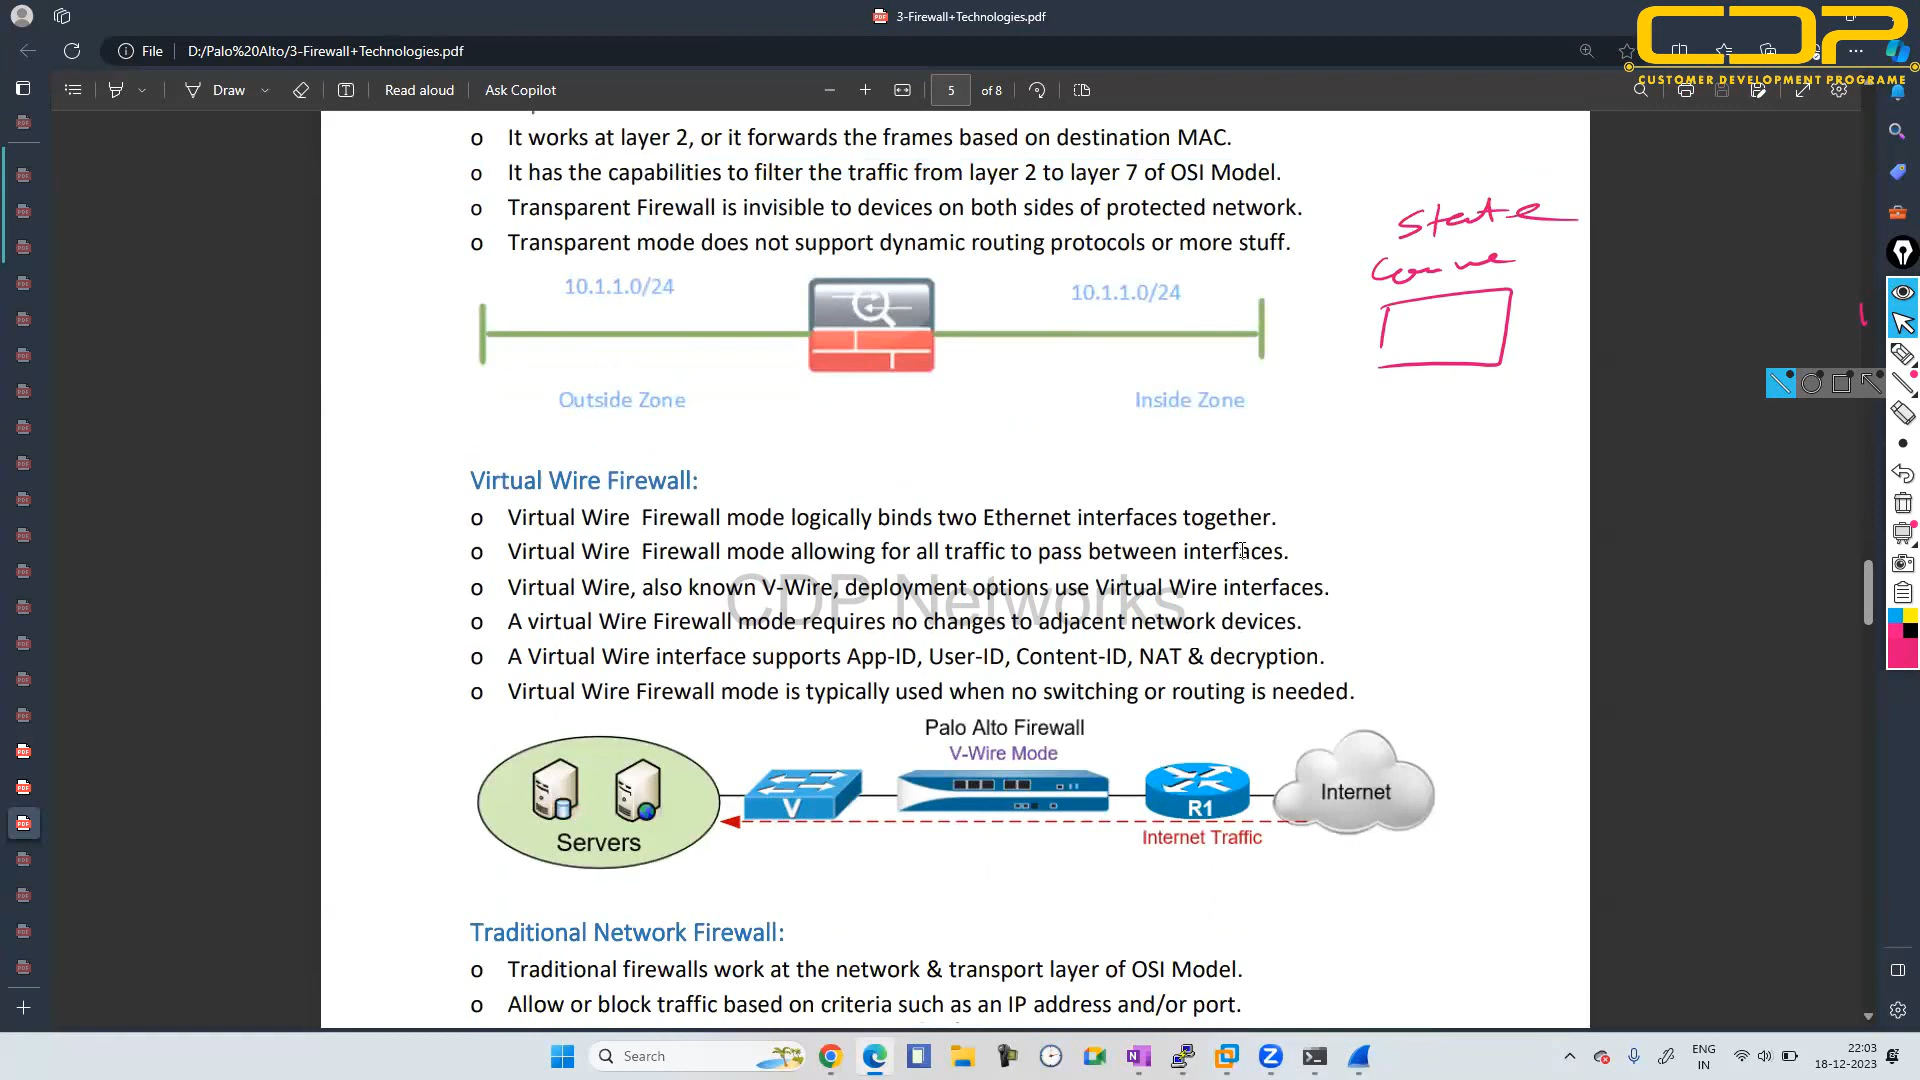 3-Firewall+Technologies.pdf
CDP
CUSTOMER DEVELOPMENT PROGRAME
File D:/Palo%20Alto/3-Firewall+Technologies.pdf
Draw Read aloud Ask Copilot 5 of 8
o It works at layer 2, or it forwards the frames based on destination MAC.
o It has the capabilities to filter the traffic from layer 2 to layer 7 of OSI Model.
o Transparent Firewall is invisible to devices on both sides of protected network.
o Transparent mode does not support dynamic routing protocols or more stuff.
10.1.1.0/24 10.1.1.0/24
Outside Zone Inside Zone
Virtual Wire Firewall:
o Virtual Wire Firewall mode logically binds two Ethernet interfaces together.
o Virtual Wire Firewall mode allowing for all traffic to pass between interfaces.
o Virtual Wire, also known V-Wire, deployment options use Virtual Wire interfaces.
CDP Networks
o A virtual Wire Firewall mode requires no changes to adjacent network devices.
o A Virtual Wire interface supports App-ID, User-ID, Content-ID, NAT & decryption.
o Virtual Wire Firewall mode is typically used when no switching or routing is needed.
Palo Alto Firewall
V-Wire Mode
Servers V R1 Internet
Internet Traffic
Traditional Network Firewall:
o Traditional firewalls work at the network & transport layer of OSI Model.
o Allow or block traffic based on criteria such as an IP address and/or port.
Search
ENG
IN
22:03
18-12-2023